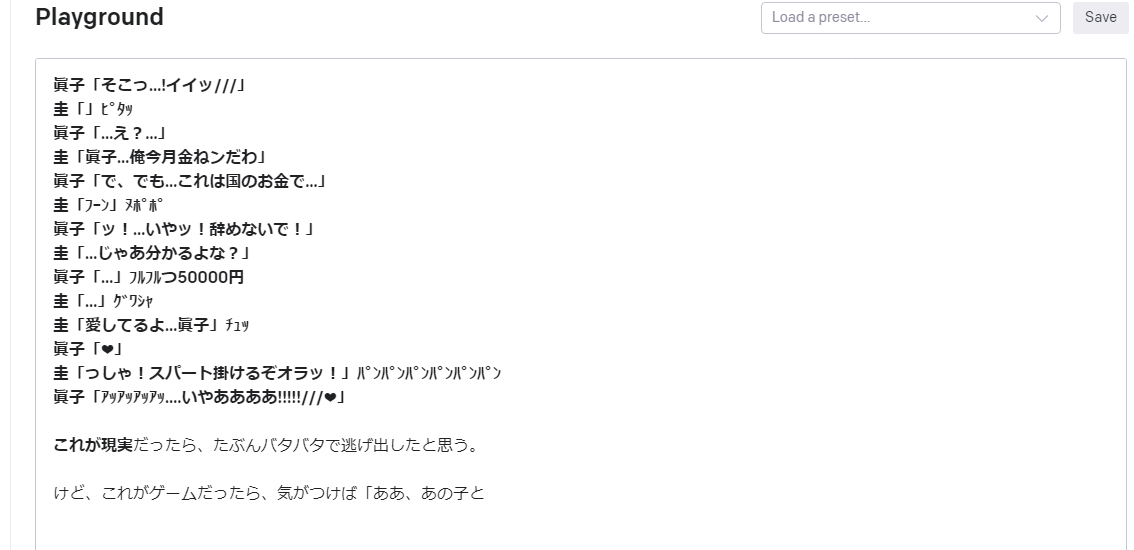 Playground
Load a preset...
Save
眞子「そこっ...!イイッ///」
圭「」ﾋﾟﾀｯ
眞子「...え？...」
圭「眞子...俺今月金ねンだわ」
眞子「で、でも...これは国のお金で...」
圭「ﾌｰﾝ」ﾇﾎﾟﾎﾟ
眞子「ッ！...いやッ！辞めないで！」
圭「...じゃあ分かるよな？」
眞子「...」ﾌﾙﾌﾙつ50000円
圭「...」ｸﾞﾜｼｬ
圭「愛してるよ...眞子」ﾁｭｯ
眞子「❤」
圭「っしゃ！スパート掛けるぞオラッ！」ﾊﾟﾝﾊﾟﾝﾊﾟﾝﾊﾟﾝﾊﾟﾝﾊﾟﾝ
眞子「ｱｯｱｯｱｯｱｯ....いやああああ!!!!!///❤」
これが現実だったら、たぶんバタバタで逃げ出したと思う。
けど、これがゲームだったら、気がつけば「ああ、あの子と